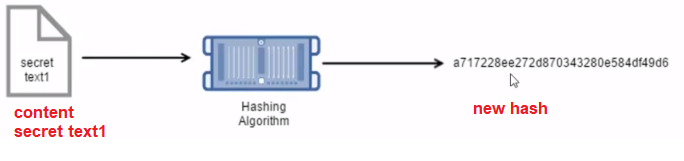 secret
text1
content
secret text1
Hashing
Algorithm
a717228ee272d870343280e584df49d6
new hash